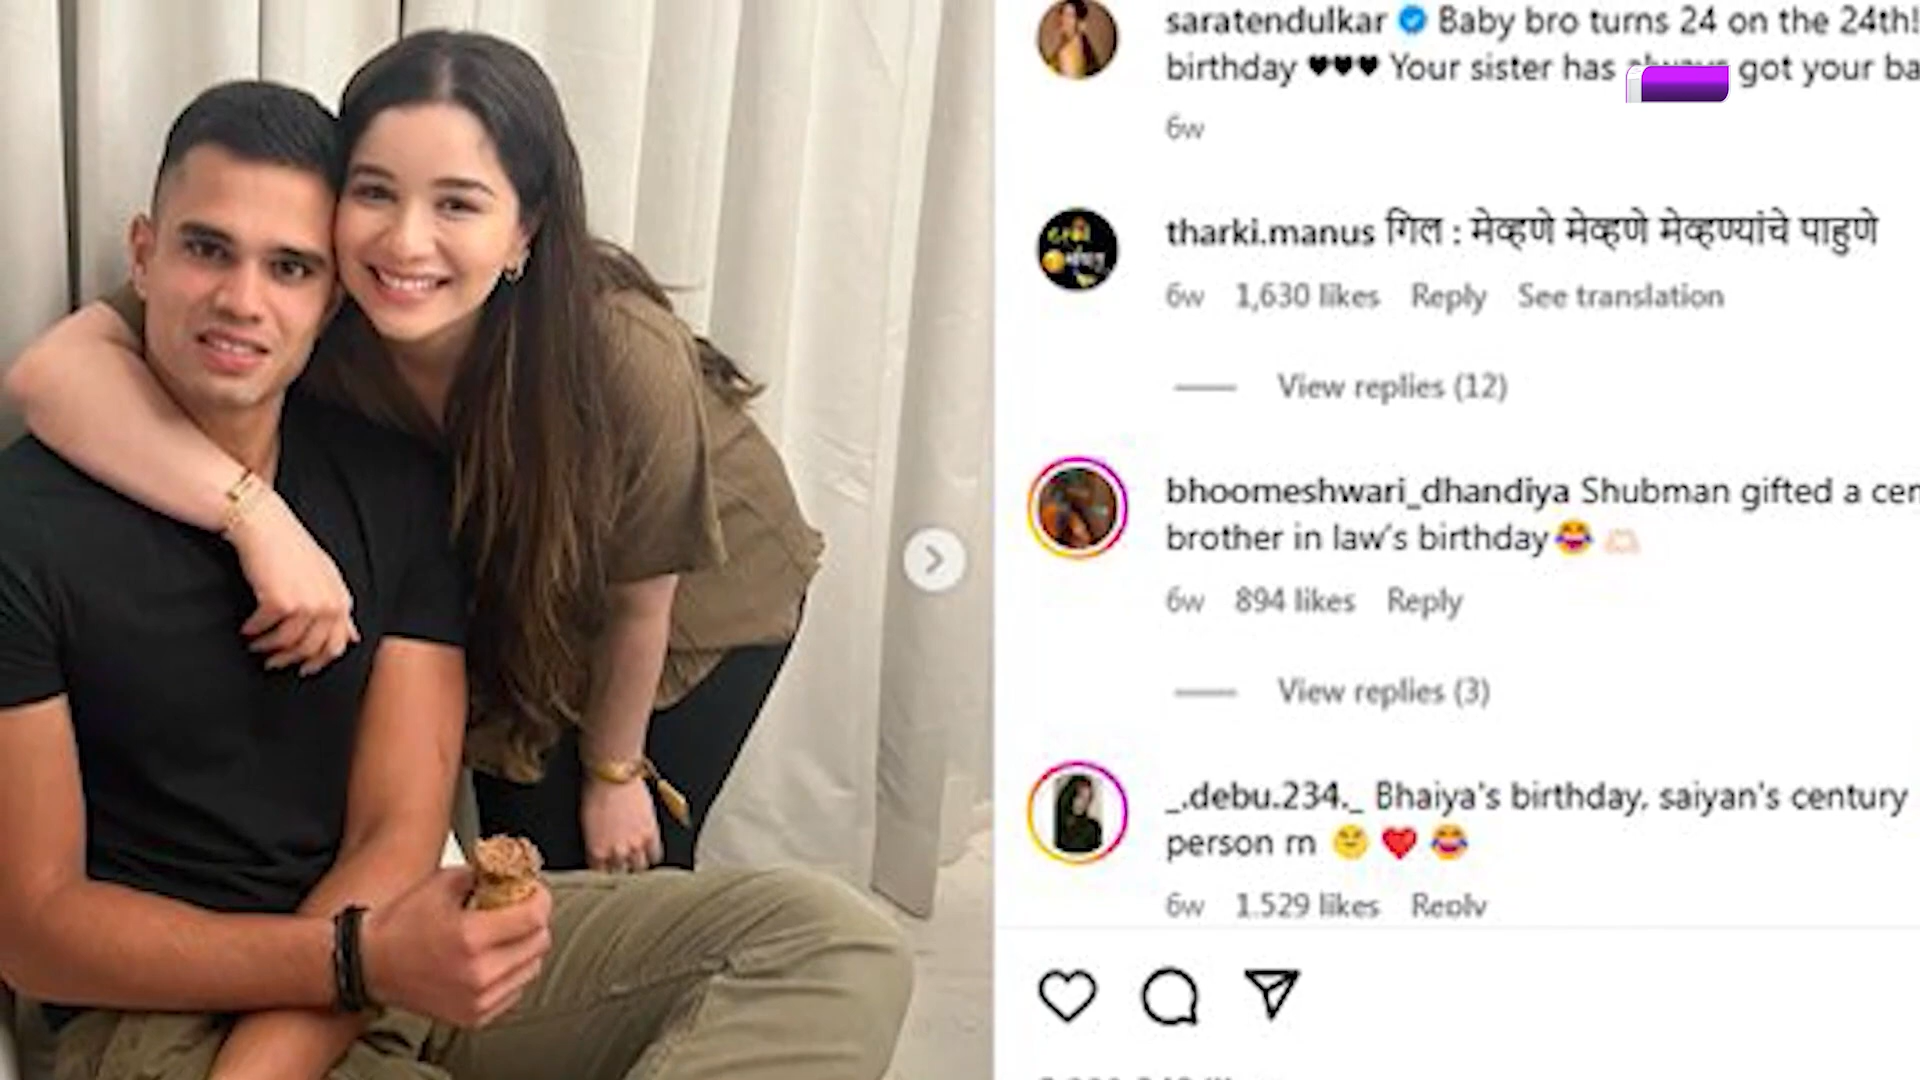 saratendulkar Baby bro turns 24 on the 24th!
birthday ♥♥♥ Your sister has always got your ba
6w
tharki.manus गिल : मेव्हणे मेव्हणे मेव्हण्यांचे पाहुणे
6w 1,630 likes Reply See translation
View replies (12)
bhoomeshwari_dhandiya Shubman gifted a cen
brother in law's birthday😂 🫶🏻
6w 894 likes Reply
View replies (3)
_.debu.234._ Bhaiya's birthday, saiyan's century
person rn 😉 ❤️ 😂
6w 1,529 likes Reply